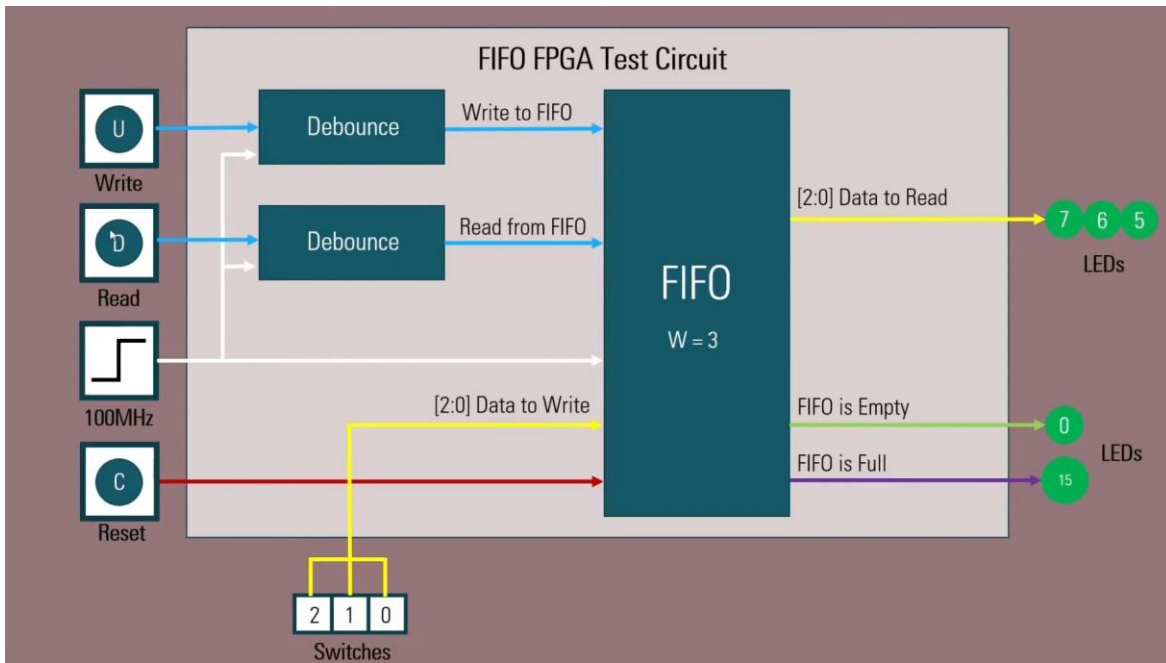 FIFO FPGA Test Circuit
U
Write
Debounce
Write to FIFO
D
Read
Debounce
Read from FIFO
100MHz
FIFO
W = 3
[2:0] Data to Read
7 6 5
LEDs
[2:0] Data to Write
FIFO is Empty
0
LEDs
FIFO is Full
15
C
Reset
2 1 0
Switches